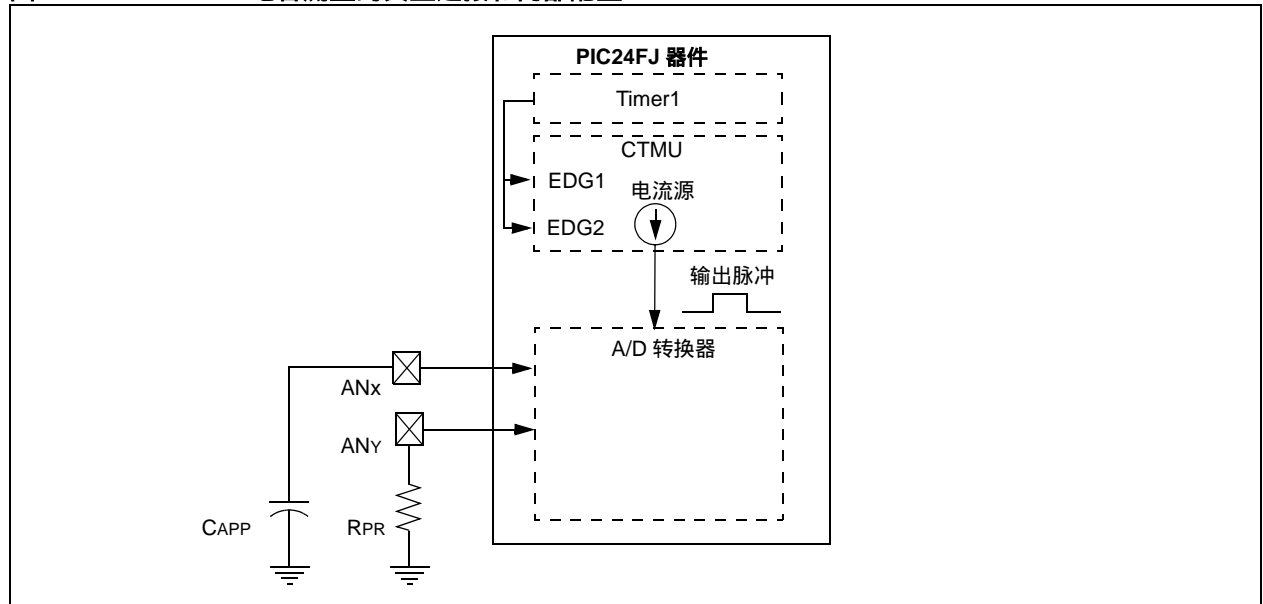 PIC24FJ 器件
Timer1
CTMU
EDG1
电流源
EDG2
输出脉冲
A/D 转换器
ANx
ANY
CAPP
RPR